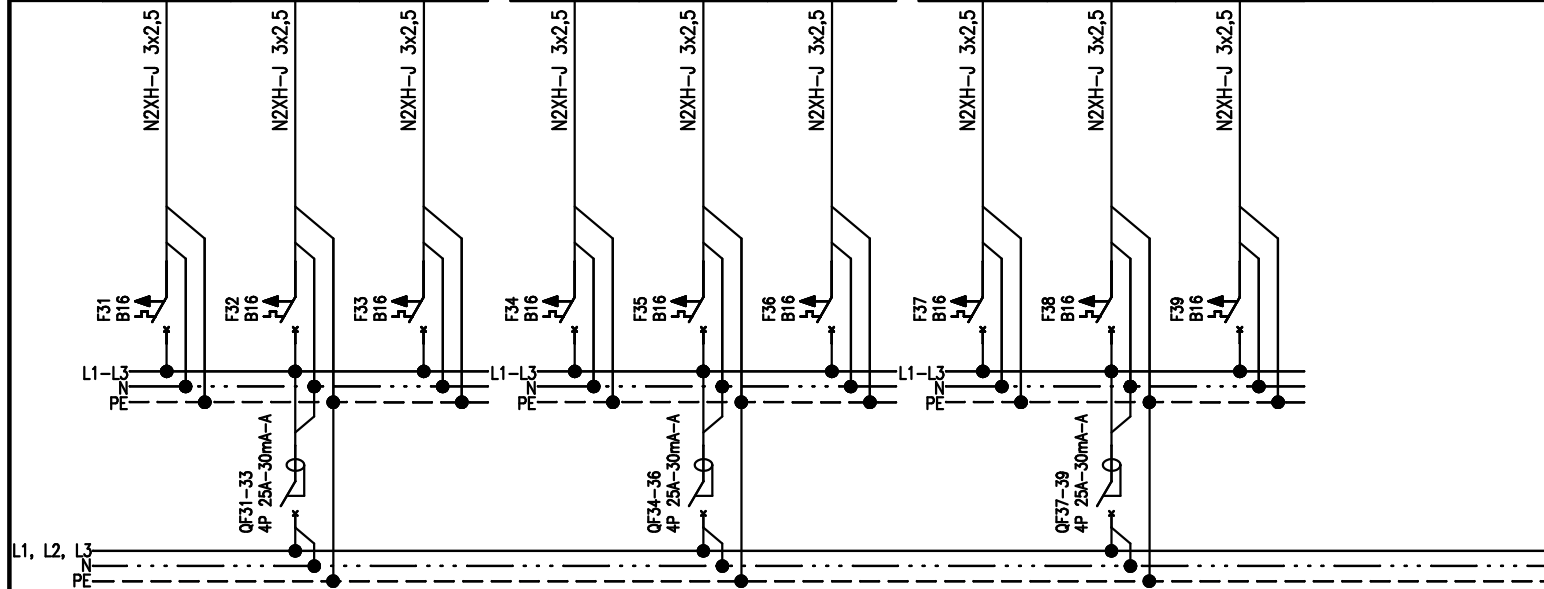 N2XH-J 3x2,5
N2XH-J 3x2,5
N2XH-J 3x2,5
N2XH-J 3x2,5
N2XH-J 3x2,5
N2XH-J 3x2,5
N2XH-J 3x2,5
N2XH-J 3x2,5
N2XH-J 3x2,5
F31
B16
F32
B16
F33
B16
F34
B16
F35
B16
F36
B16
F37
B16
F38
B16
F39
B16
L1-L3
N
PE
L1-L3
N
PE
L1-L3
N
PE
QF31-33
4P 25A-30mA-A
QF34-36
4P 25A-30mA-A
QF37-39
4P 25A-30mA-A
L1, L2, L3
N
PE